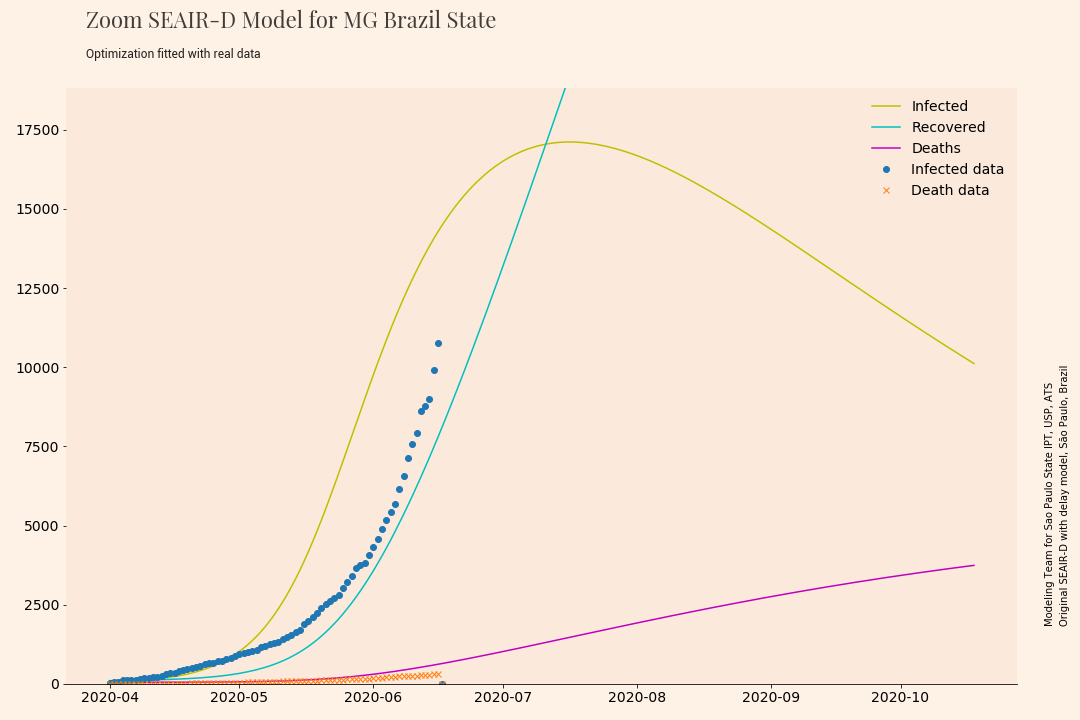 Zoom SEAIR-D Model for MG Brazil State
Optimization fitted with real data
Infected
Recovered
Deaths
Infected data
Death data
17500
15000
12500
10000
7500
5000
2500
0
2020-04
2020-05
2020-06
2020-07
2020-08
2020-09
2020-10
Modeling Team for Sao Paulo State IPT, USP, ATS
Original SEAIR-D with delay model, São Paulo, Brazil